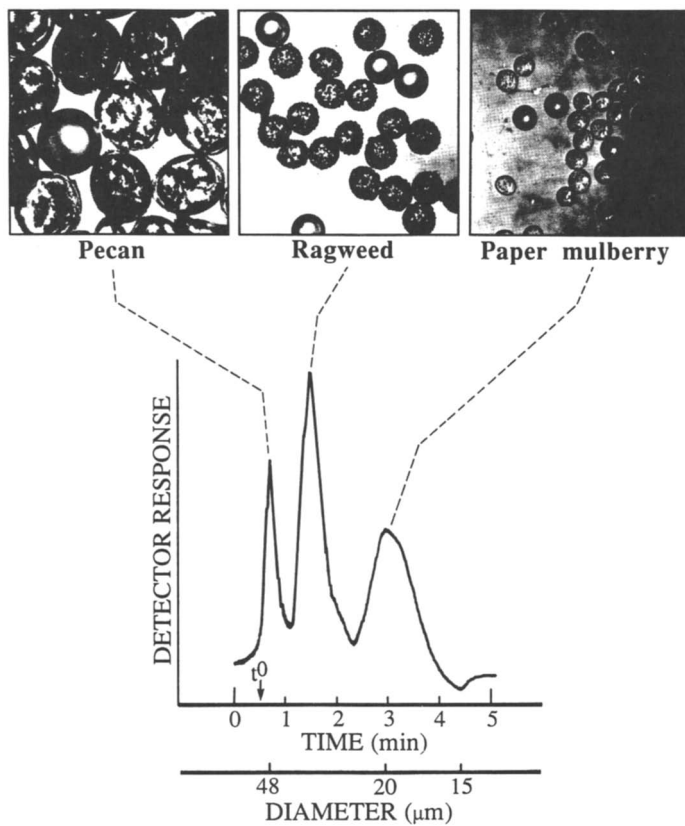 Pecan
Ragweed
Paper mulberry
DETECTOR RESPONSE
t0
0 1 2 3 4 5
TIME (min)
48 20 15
DIAMETER (μm)